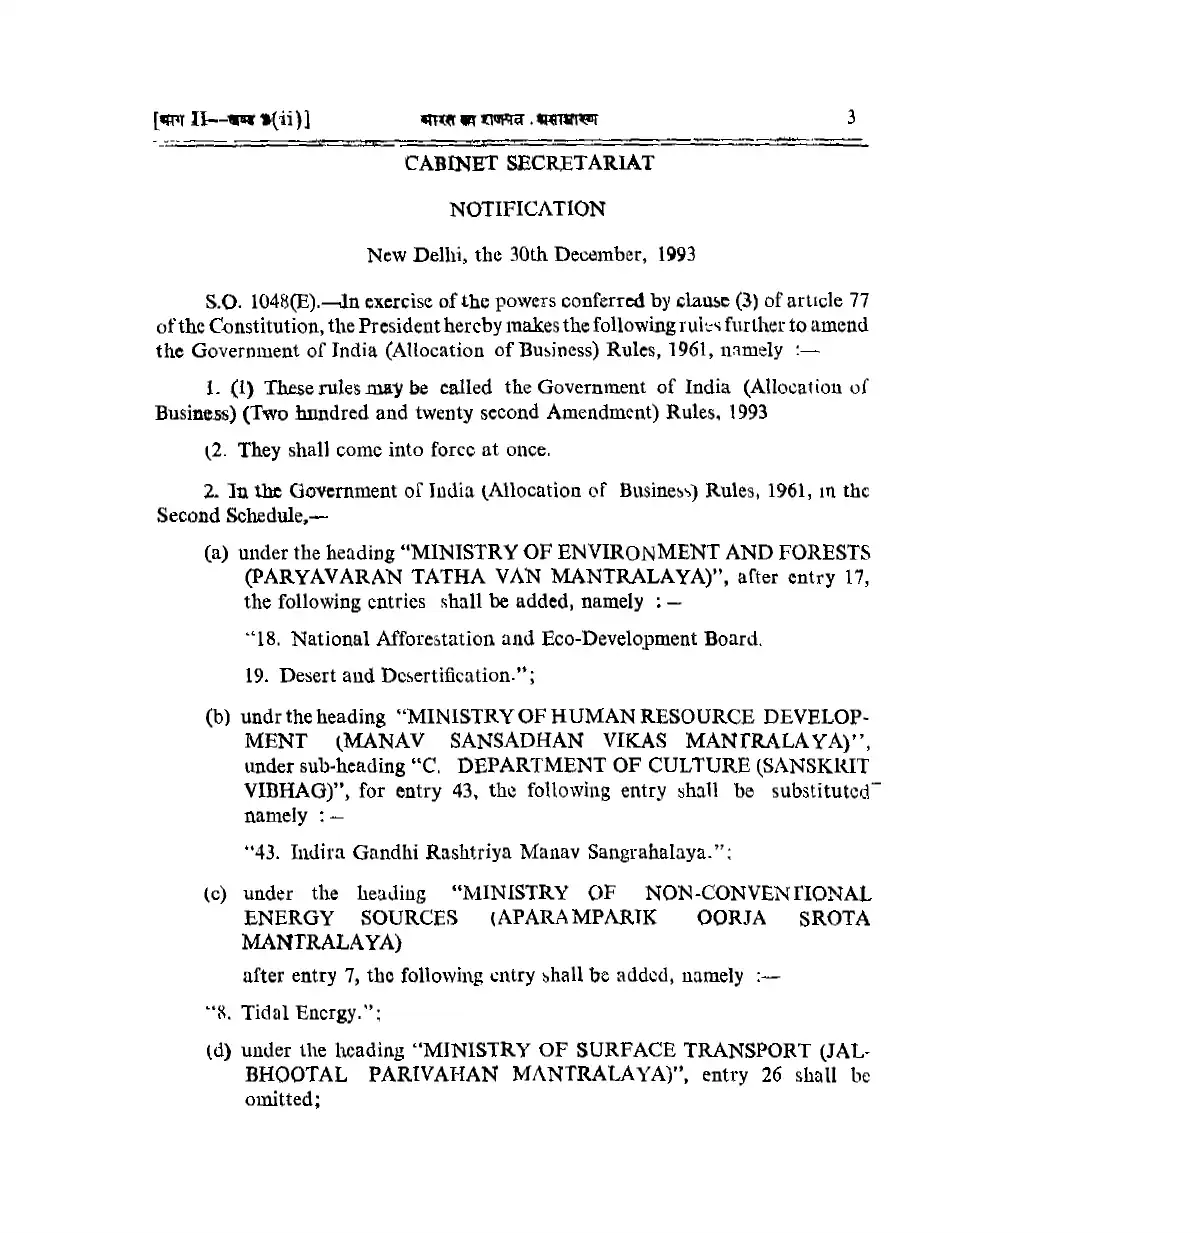 [भाग II--खण्ड 3(ii)] भारत का राजपत्र : असाधारण 3
CABINET SECRETARIAT
NOTIFICATION
New Delhi, the 30th December, 1993
S.O. 1048(E).—In exercise of the powers conferred by clause (3) of article 77
of the Constitution, the President hereby makes the following rules further to amend
the Government of India (Allocation of Business) Rules, 1961, namely :—
1. (1) These rules may be called the Government of India (Allocation of
Business) (Two hundred and twenty second Amendment) Rules, 1993
(2. They shall come into force at once.
2. In the Government of India (Allocation of Business) Rules, 1961, in the
Second Schedule,—
(a) under the heading “MINISTRY OF ENVIRONMENT AND FORESTS
(PARYAVARAN TATHA VAN MANTRALAYA)”, after entry 17,
the following entries shall be added, namely : —
“18. National Afforestation and Eco-Development Board.
19. Desert and Desertification.”;
(b) undr the heading “MINISTRY OF HUMAN RESOURCE DEVELOP-
MENT (MANAV SANSADHAN VIKAS MANTRALAYA)”,
under sub-heading “C. DEPARTMENT OF CULTURE (SANSKRIT
VIBHAG)”, for entry 43, the following entry shall be substituted
namely : —
“43. Indira Gandhi Rashtriya Manav Sangrahalaya.”;
(c) under the heading “MINISTRY OF NON-CONVENTIONAL
ENERGY SOURCES (APARAMPARIK OORJA SROTA
MANTRALAYA)
after entry 7, the following entry shall be added, namely :—
“8. Tidal Energy.”;
(d) under the heading “MINISTRY OF SURFACE TRANSPORT (JAL-
BHOOTAL PARIVAHAN MANTRALAYA)”, entry 26 shall be
omitted;